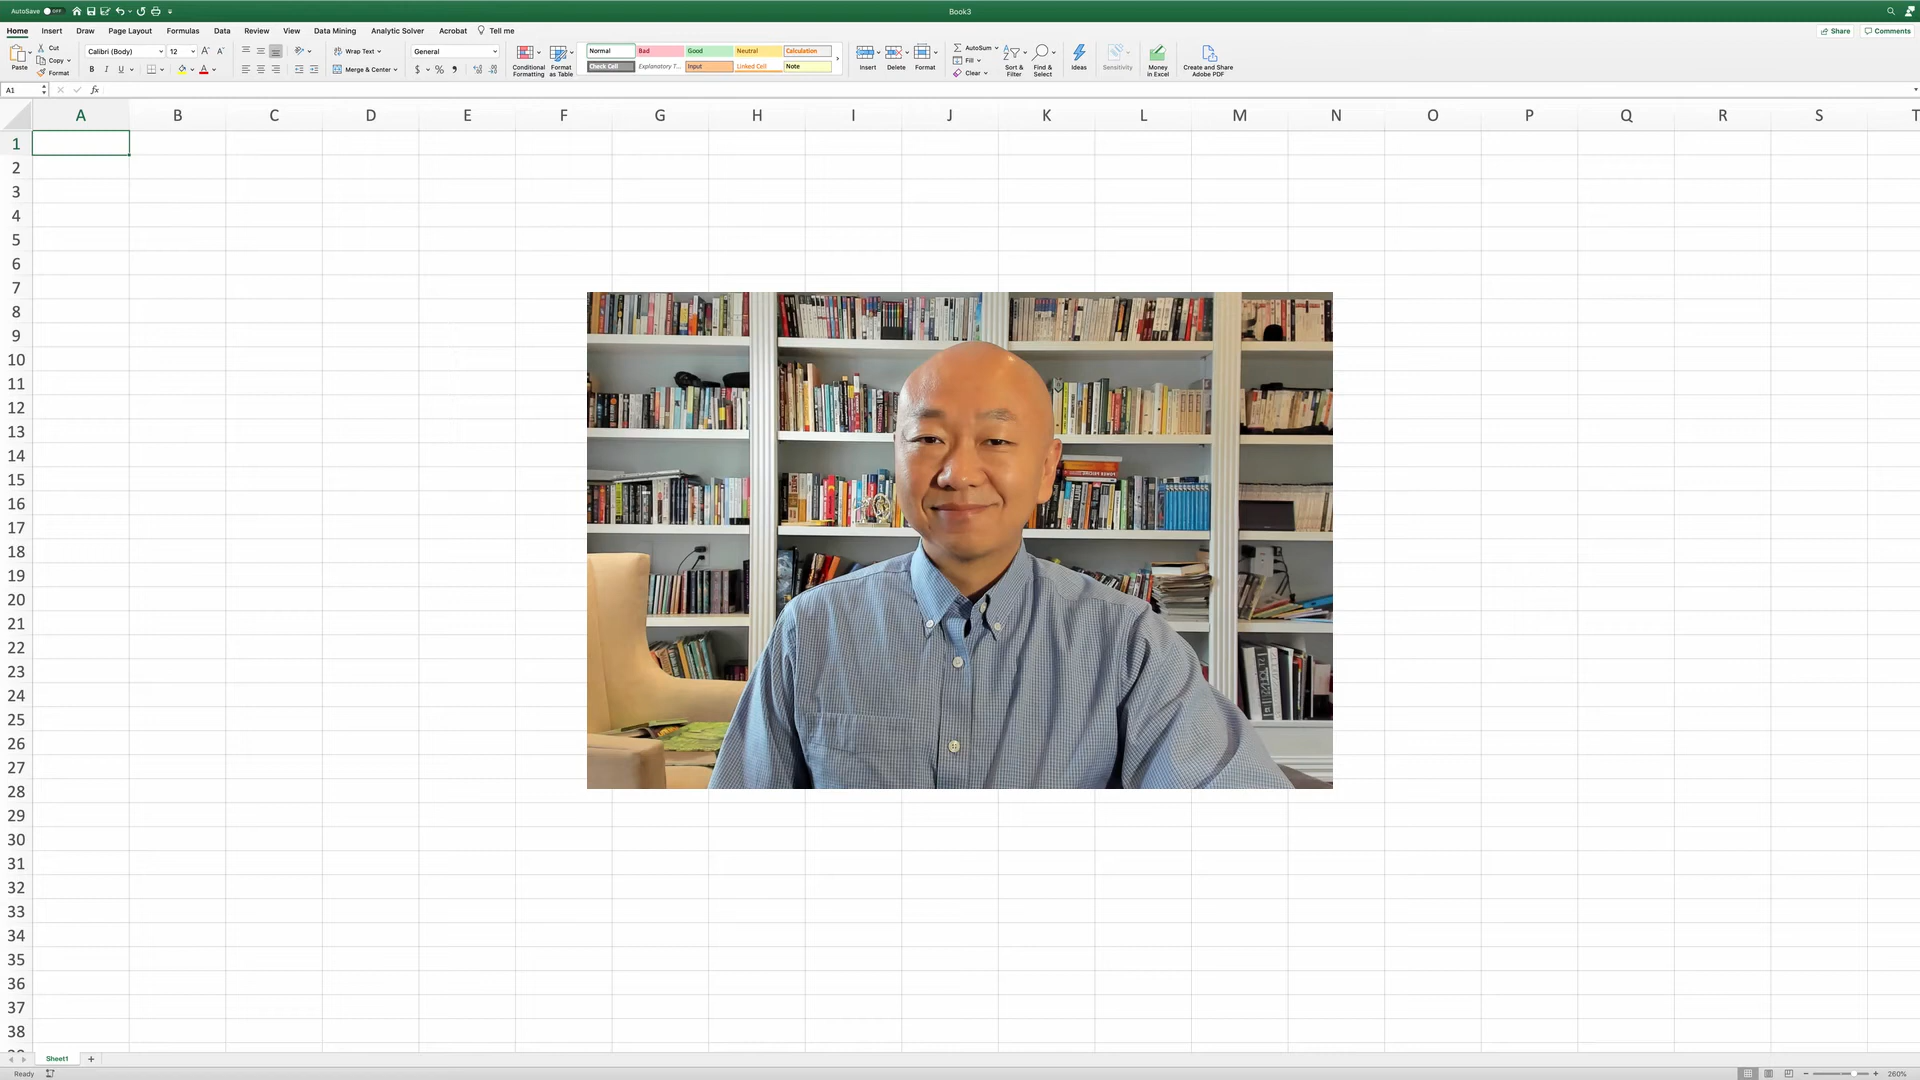 AutoSave OFF
Book3
Home Insert Draw Page Layout Formulas Data Review View Data Mining Analytic Solver Acrobat Tell me
Share Comments
Paste
Cut
Copy
Format
Calibri (Body) 12
B I U
Wrap Text
Merge & Center
General
$ % ,
Conditional Formatting
Format as Table
Normal Bad Good Neutral Calculation
Check Cell Explanatory T... Input Linked Cell Note
Insert
Delete
Format
AutoSum
Fill
Clear
Sort & Filter
Find & Select
Ideas
Sensitivity
Money in Excel
Create and Share Adobe PDF
A1
fx
A B C D E F G H I J K L M N O P Q R S T
1
2
3
4
5
6
7
8
9
10
11
12
13
14
15
16
17
18
19
20
21
22
23
24
25
26
27
28
29
30
31
32
33
34
35
36
37
38
Sheet1 +
Ready
260%